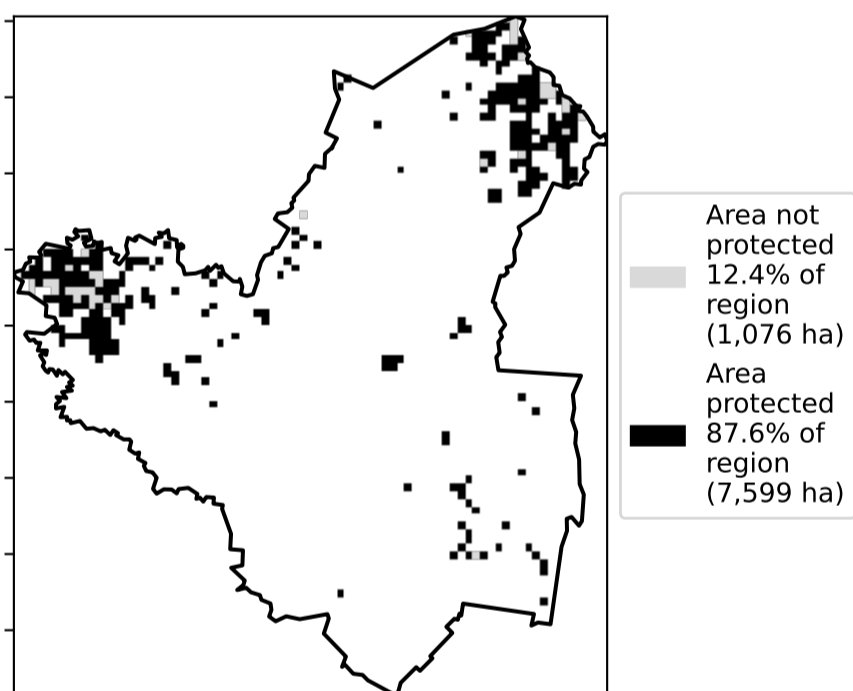 Area not
protected
12.4% of
region
(1,076 ha)
Area
protected
87.6% of
region
(7,599 ha)